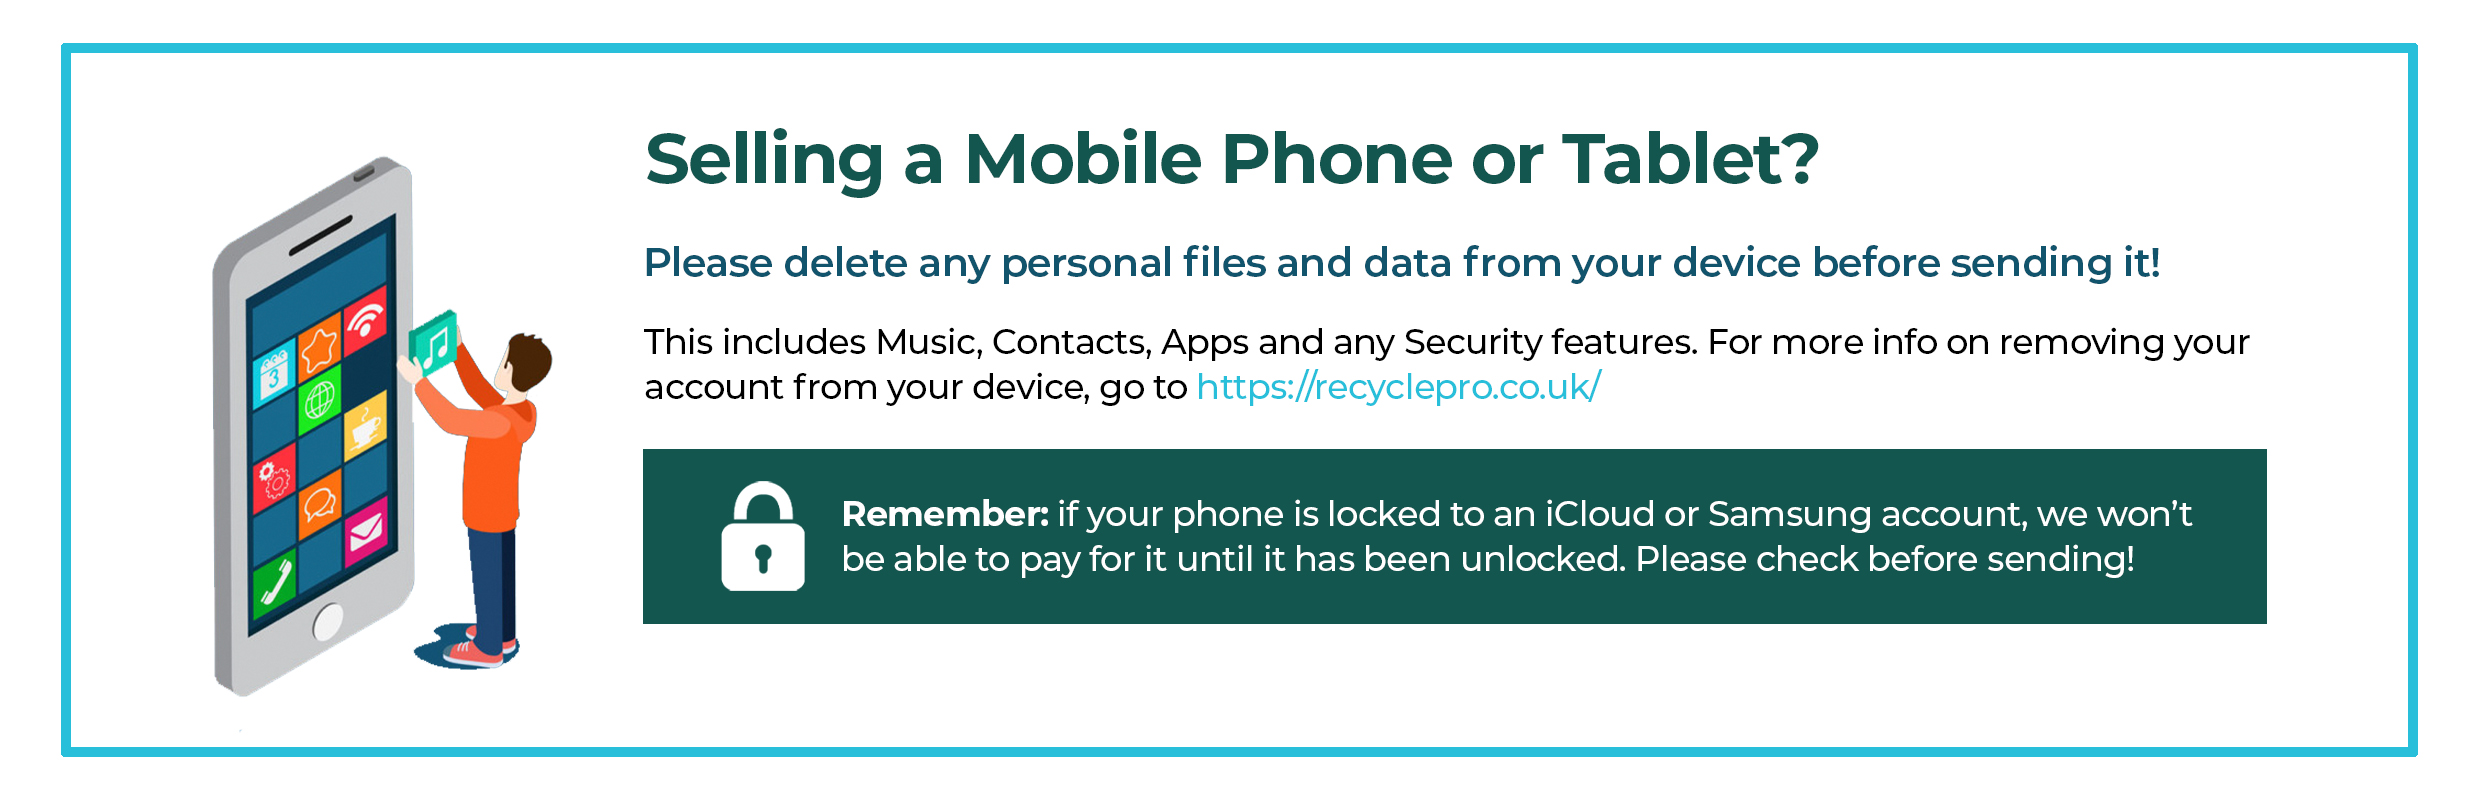 Selling a Mobile Phone or Tablet?
Please delete any personal files and data from your device before sending it!
This includes Music, Contacts, Apps and any Security features. For more info on removing your
account from your device, go to https://recyclepro.co.uk/
3
Remember: if your phone is locked to an iCloud or Samsung account, we won’t
be able to pay for it until it has been unlocked. Please check before sending!